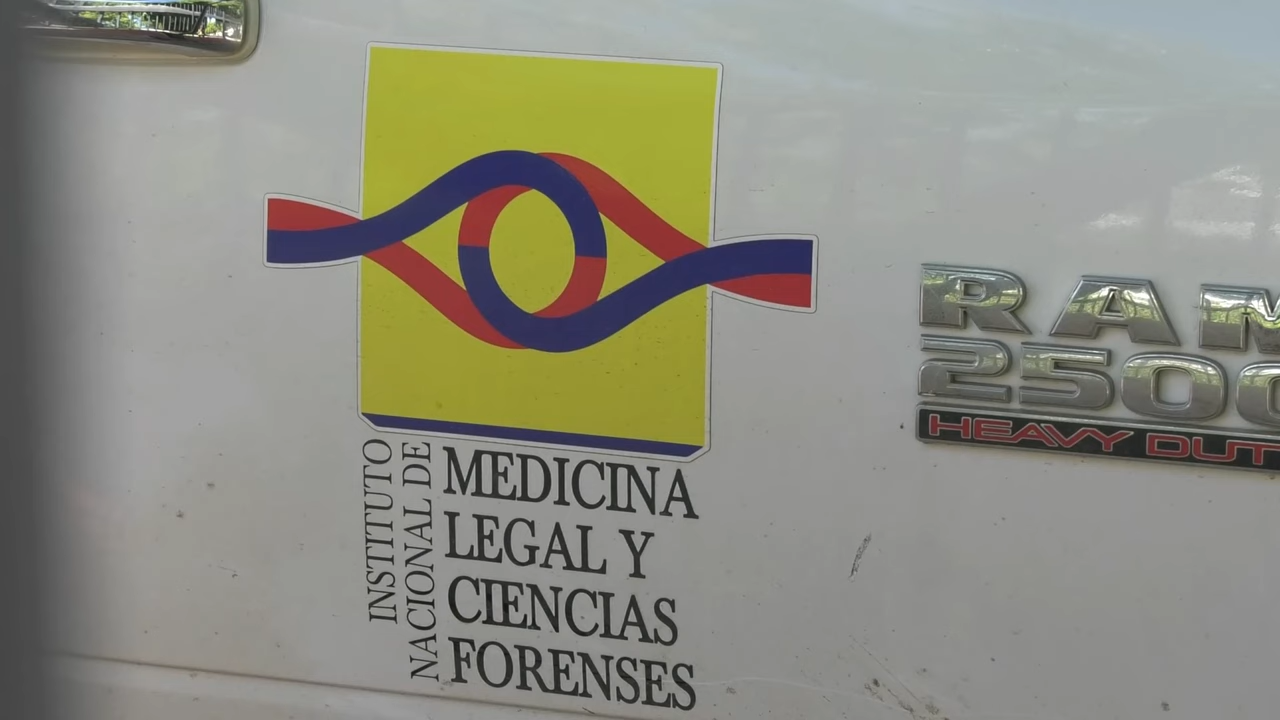 INSTITUTO
NACIONAL DE
MEDICINA
LEGAL Y
CIENCIAS
FORENSES
RAM
2500
HEAVY DUT